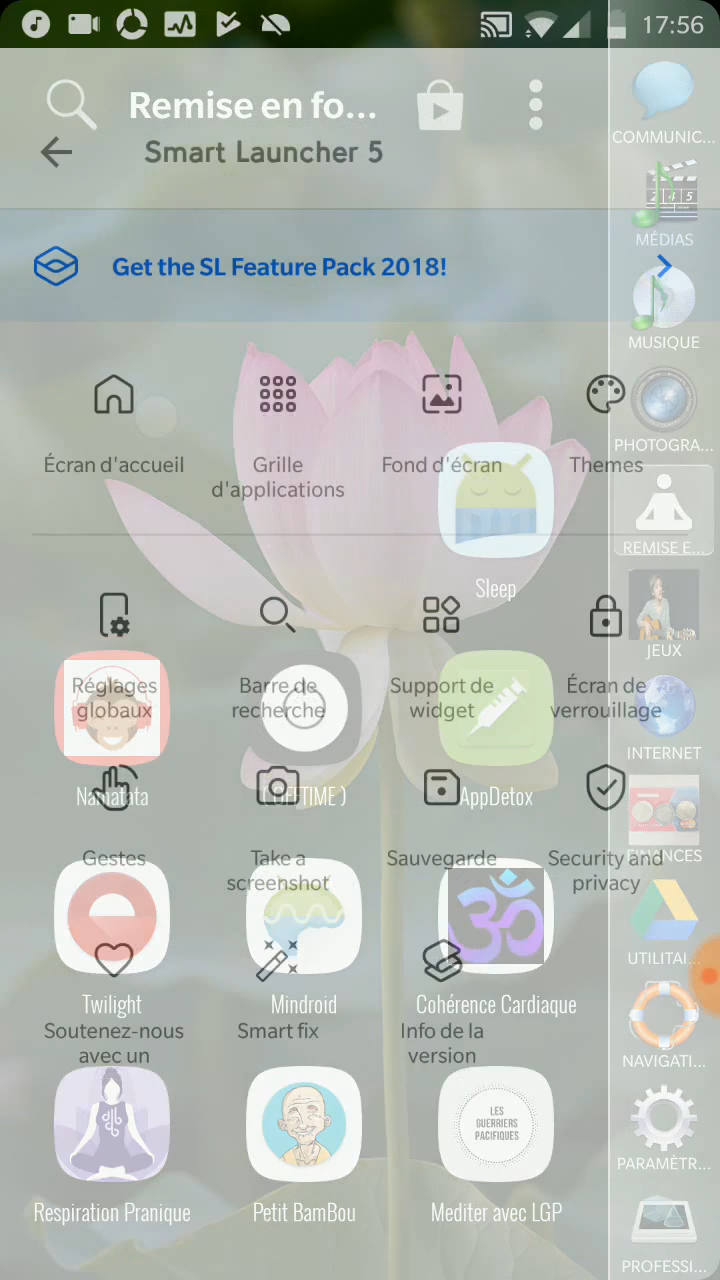 17:56
Remise en fo...
Smart Launcher 5
COMMUNIC...
MÉDIAS
Get the SL Feature Pack 2018!
MUSIQUE
PHOTOGRA...
Écran d'accueil
Grille
d'applications
Fond d'écran
Themes
REMISE E...
Sleep
JEUX
Réglages
globaux
Barre de
recherche
Support de
widget
Écran de
verrouillage
INTERNET
Namatata
( OFFTIME )
AppDetox
Gestes
Take a
screenshot
Sauvegarde
Security and
privacy
FINANCES
UTILITAI...
Twilight
Mindroid
Cohérence Cardiaque
Soutenez-nous
avec un
Smart fix
Info de la
version
NAVIGATI...
LES
GUERRIERS
PACIFIQUES
PARAMÈTR...
Respiration Pranique
Petit BamBou
Mediter avec LGP
PROFESSI...